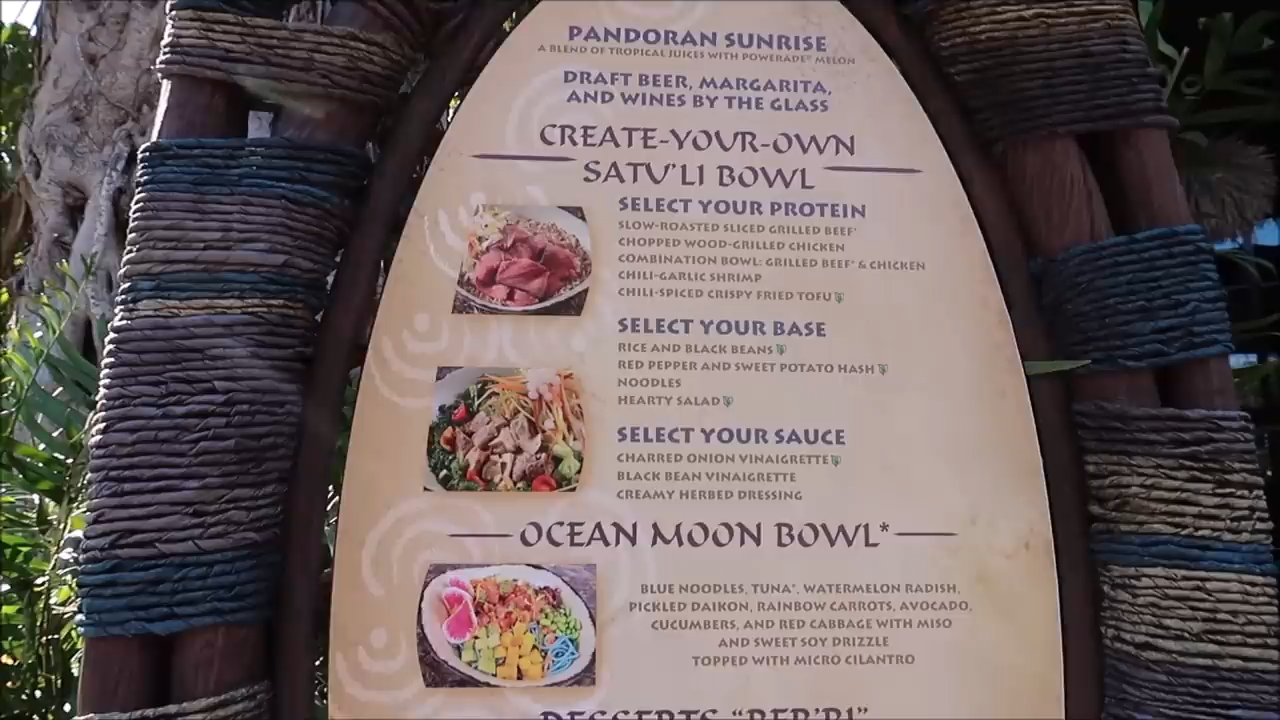 PANDORAN SUNRISE
A BLEND OF TROPICAL JUICES WITH POWERADE® MELON
DRAFT BEER, MARGARITA,
AND WINES BY THE GLASS
CREATE-YOUR-OWN
SATU'LI BOWL
SELECT YOUR PROTEIN
SLOW-ROASTED SLICED GRILLED BEEF*
CHOPPED WOOD-GRILLED CHICKEN
COMBINATION BOWL: GRILLED BEEF* & CHICKEN
CHILI-GARLIC SHRIMP
CHILI-SPICED CRISPY FRIED TOFU
SELECT YOUR BASE
RICE AND BLACK BEANS
RED PEPPER AND SWEET POTATO HASH
NOODLES
HEARTY SALAD
SELECT YOUR SAUCE
CHARRED ONION VINAIGRETTE
BLACK BEAN VINAIGRETTE
CREAMY HERBED DRESSING
OCEAN MOON BOWL*
BLUE NOODLES, TUNA*, WATERMELON RADISH,
PICKLED DAIKON, RAINBOW CARROTS, AVOCADO,
CUCUMBERS, AND RED CABBAGE WITH MISO
AND SWEET SOY DRIZZLE
TOPPED WITH MICRO CILANTRO
DESSERTS